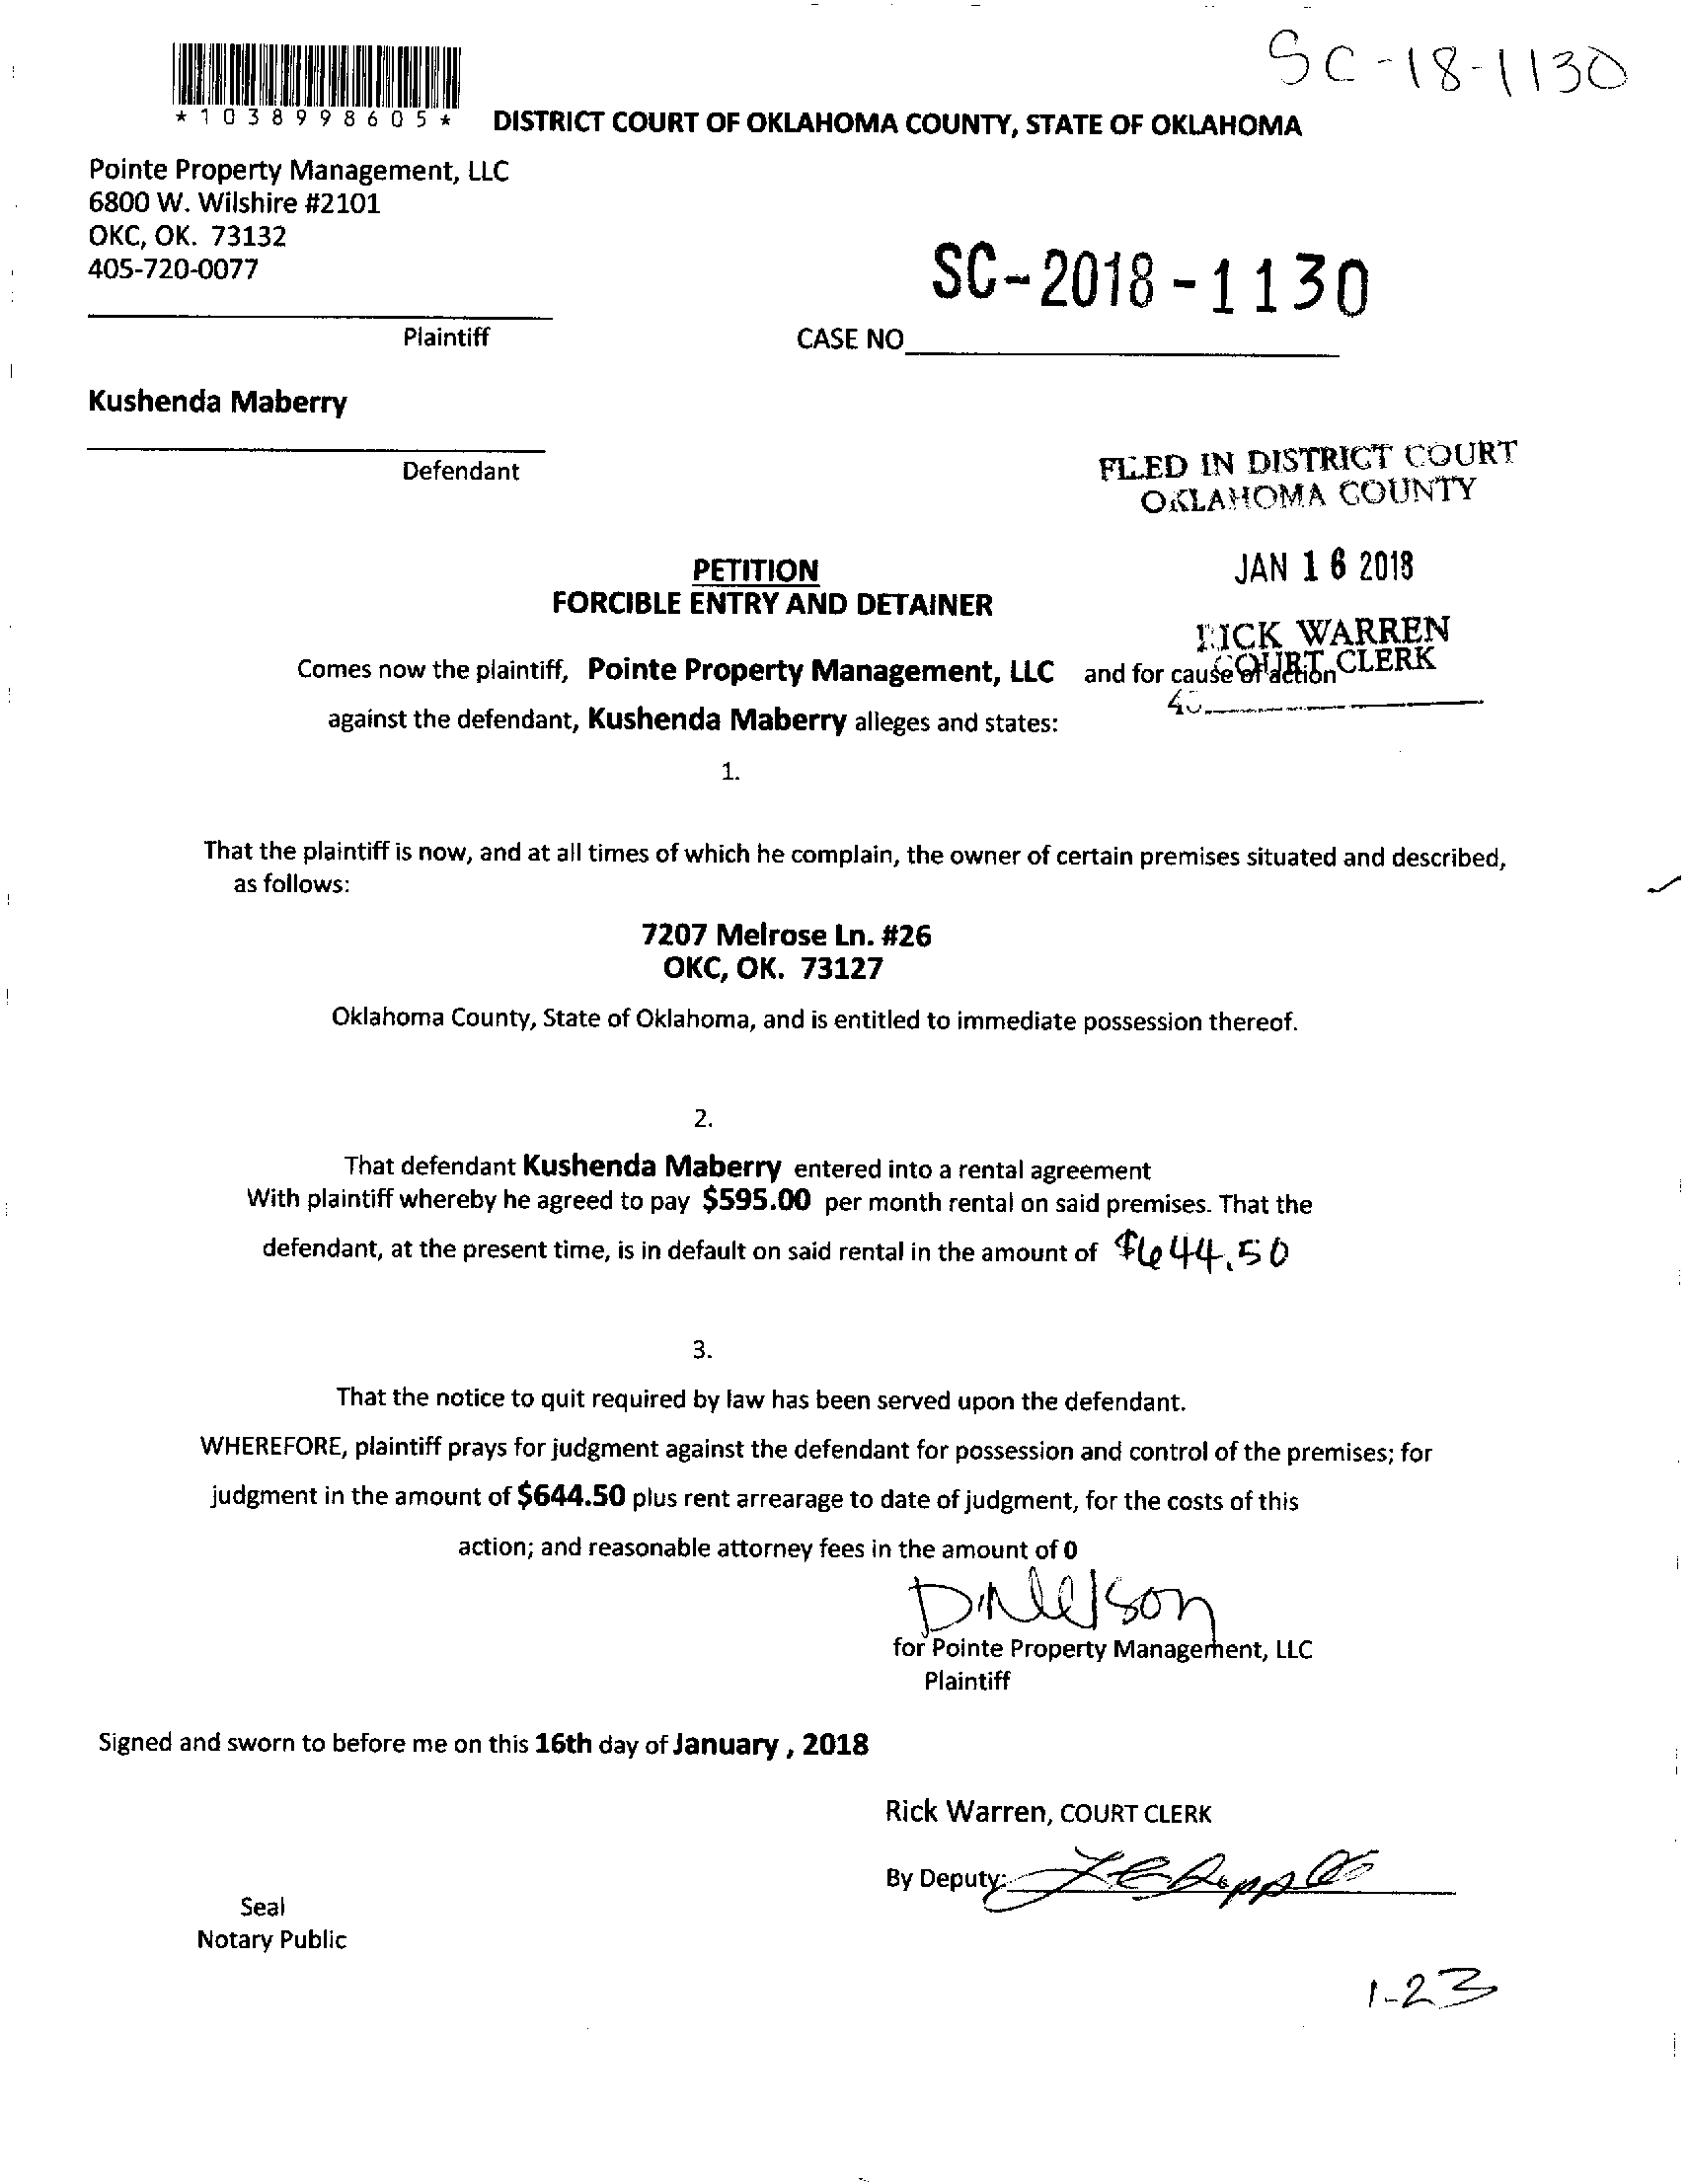 SC-18-1130
*1038998605*
DISTRICT COURT OF OKLAHOMA COUNTY, STATE OF OKLAHOMA
Pointe Property Management, LLC
6800 W. Wilshire #2101
OKC, OK. 73132
405-720-0077
SC-2018-1130
Plaintiff
CASE NO
Kushenda Maberry
Defendant
FILED IN DISTRICT COURT
OKLAHOMA COUNTY
JAN 16 2018
RICK WARREN
COURT CLERK
PETITION
FORCIBLE ENTRY AND DETAINER
Comes now the plaintiff, Pointe Property Management, LLC and for cause of action
against the defendant, Kushenda Maberry alleges and states:
1.
That the plaintiff is now, and at all times of which he complain, the owner of certain premises situated and described,
as follows:
7207 Melrose Ln. #26
OKC, OK. 73127
Oklahoma County, State of Oklahoma, and is entitled to immediate possession thereof.
2.
That defendant Kushenda Maberry entered into a rental agreement
With plaintiff whereby he agreed to pay $595.00 per month rental on said premises. That the
defendant, at the present time, is in default on said rental in the amount of $644.50
3.
That the notice to quit required by law has been served upon the defendant.
WHEREFORE, plaintiff prays for judgment against the defendant for possession and control of the premises; for
judgment in the amount of $644.50 plus rent arrearage to date of judgment, for the costs of this
action; and reasonable attorney fees in the amount of 0
D. Nelson
for Pointe Property Management, LLC
Plaintiff
Signed and sworn to before me on this 16th day of January , 2018
Rick Warren, COURT CLERK
By Deputy:
Seal
Notary Public
1-23